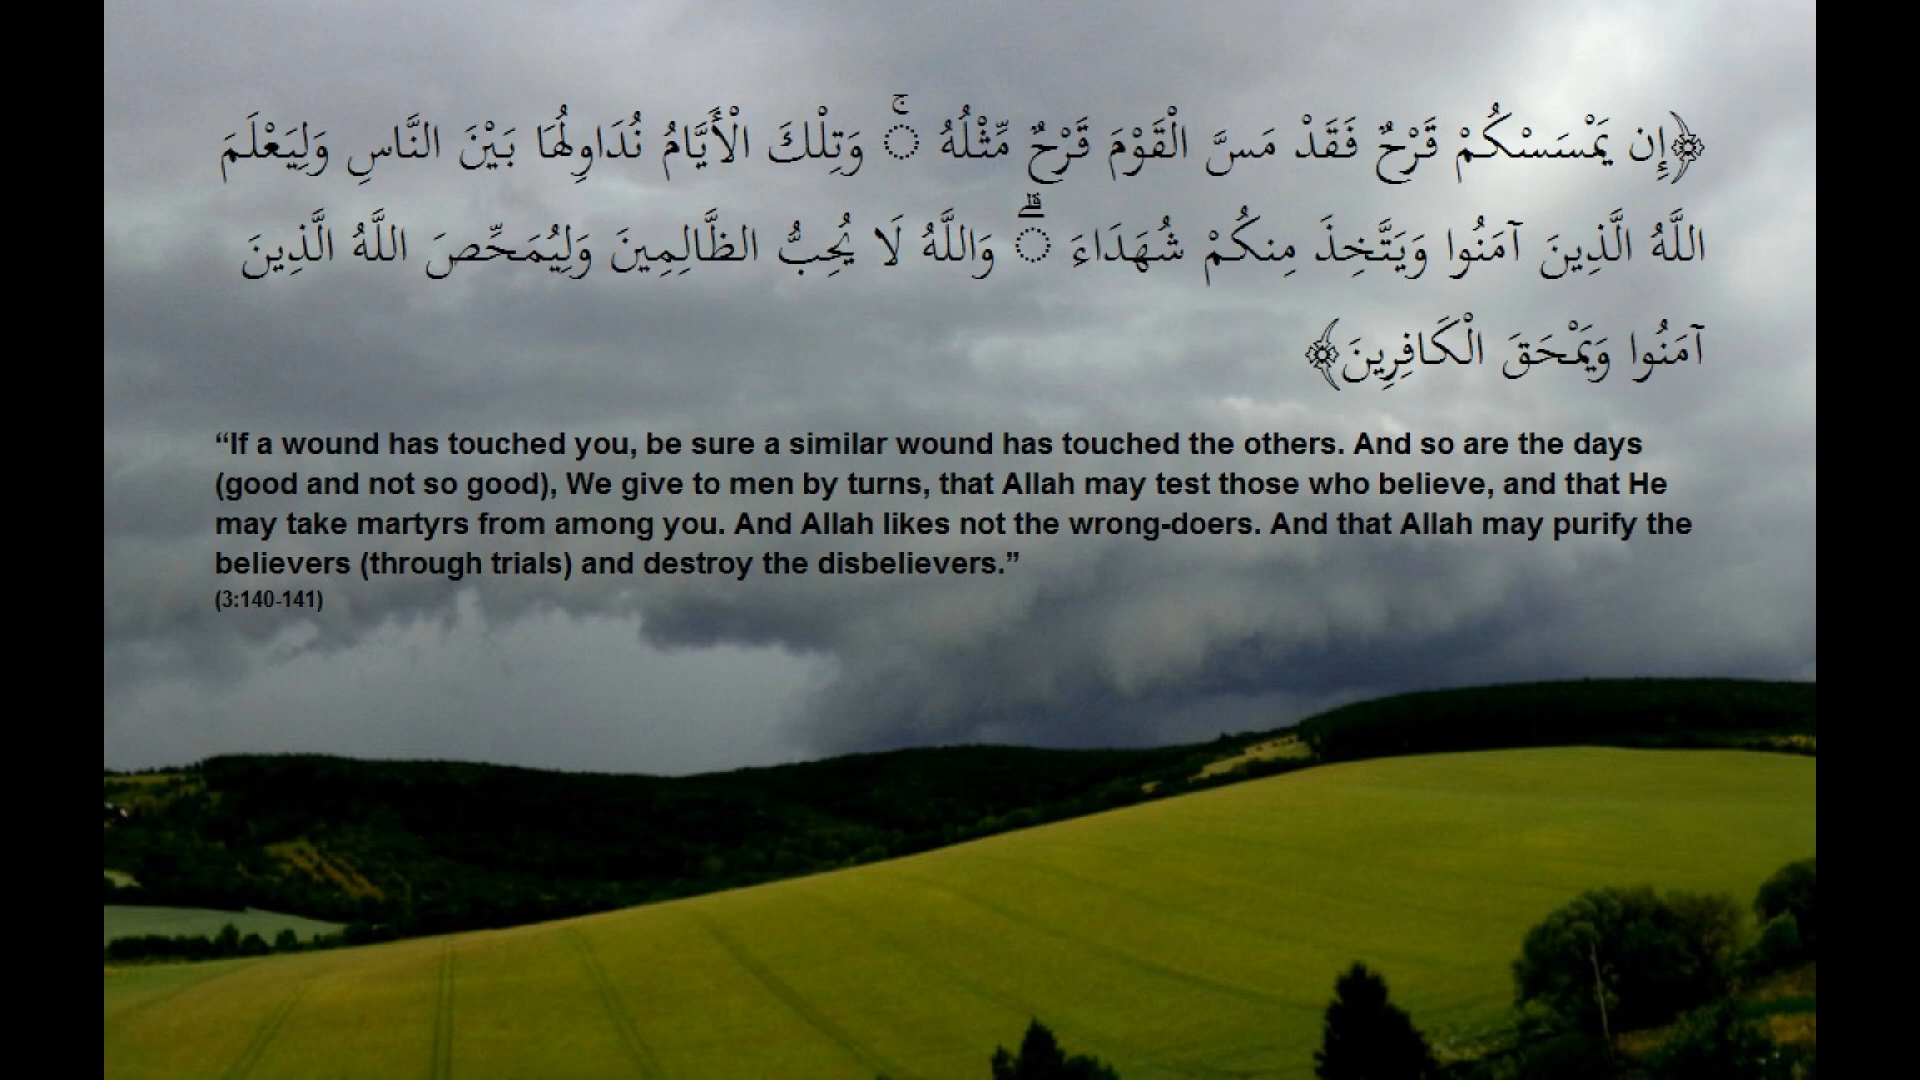 ﴿إِن يَمْسَسْكُمْ قَرْحٌ فَقَدْ مَسَّ الْقَوْمَ قَرْحٌ مِّثْلُهُ ۚ وَتِلْكَ الْأَيَّامُ نُدَاوِلُهَا بَيْنَ النَّاسِ وَلِيَعْلَمَ
اللَّهُ الَّذِينَ آمَنُوا وَيَتَّخِذَ مِنكُمْ شُهَدَاءَ ۗ وَاللَّهُ لَا يُحِبُّ الظَّالِمِينَ وَلِيُمَحِّصَ اللَّهُ الَّذِينَ
آمَنُوا وَيَمْحَقَ الْكَافِرِينَ﴾
“If a wound has touched you, be sure a similar wound has touched the others. And so are the days
(good and not so good), We give to men by turns, that Allah may test those who believe, and that He
may take martyrs from among you. And Allah likes not the wrong-doers. And that Allah may purify the
believers (through trials) and destroy the disbelievers.”
(3:140-141)